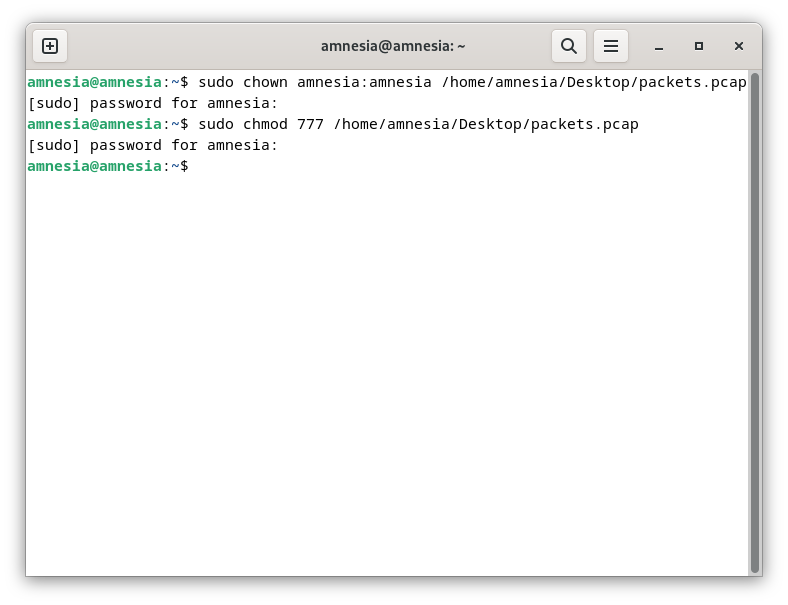 amnesia@amnesia: ~
amnesia@amnesia:~$ sudo chown amnesia:amnesia /home/amnesia/Desktop/packets.pcap
[sudo] password for amnesia:
amnesia@amnesia:~$ sudo chmod 777 /home/amnesia/Desktop/packets.pcap
[sudo] password for amnesia:
amnesia@amnesia:~$